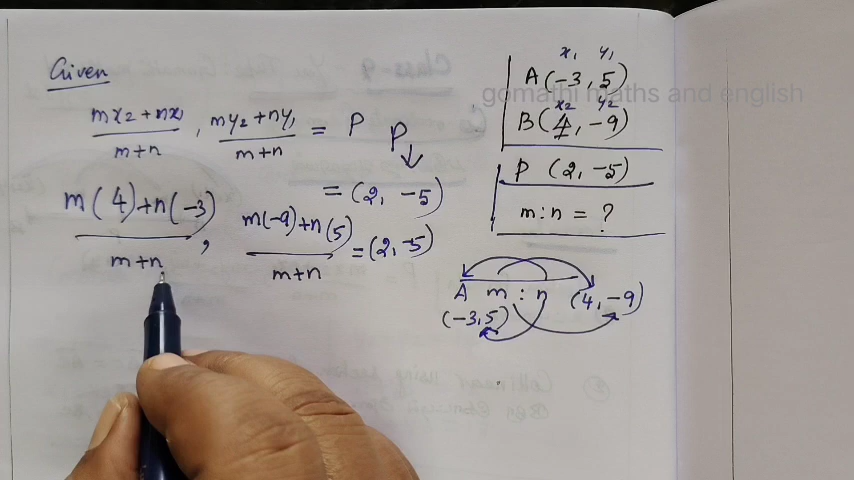 Given
mx2 + nx1 / m+n , my2 + ny1 / m+n = P
P
= (2, -5)
m(4)+n(-3) / m+n , m(-9)+n(5) / m+n = (2, -5)
x1 y1
A(-3, 5)
gomathi maths and english
x2 y2
B(4, -9)
P (2, -5)
m:n = ?
A m : n (4, -9)
(-3, 5)